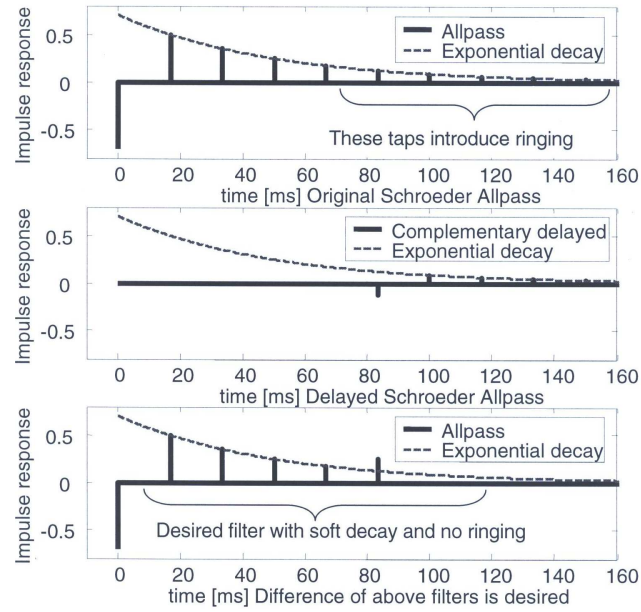 Impulse response
0.5
0
-0.5
Allpass
Exponential decay
These taps introduce ringing
0 20 40 60 80 100 120 140 160
time [ms] Original Schroeder Allpass
Impulse response
0.5
0
-0.5
Complementary delayed
Exponential decay
0 20 40 60 80 100 120 140 160
time [ms] Delayed Schroeder Allpass
Impulse response
0.5
0
-0.5
Allpass
Exponential decay
Desired filter with soft decay and no ringing
0 20 40 60 80 100 120 140 160
time [ms] Difference of above filters is desired